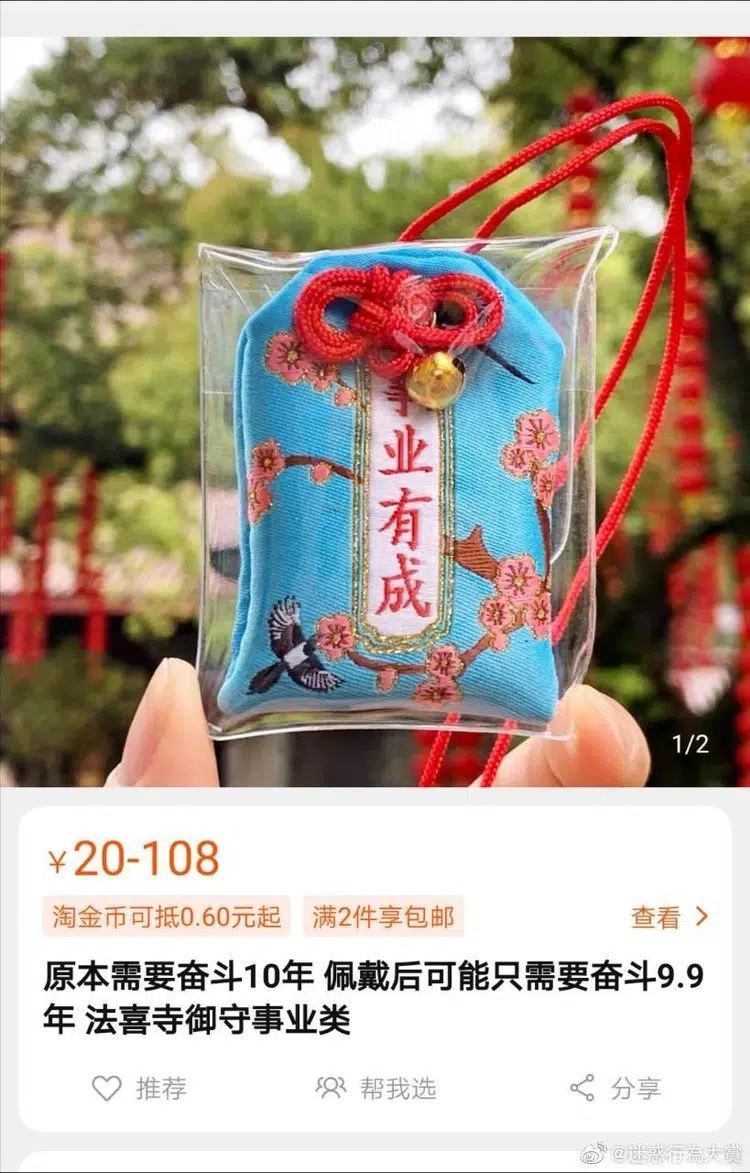 事业有成
1/2
¥20-108
淘金币可抵0.60元起 满2件享包邮 查看 >
原本需要奋斗10年 佩戴后可能只需要奋斗9.9
年 法喜寺御守事业类
推荐 帮我选 分享
@迷惑行為大賞